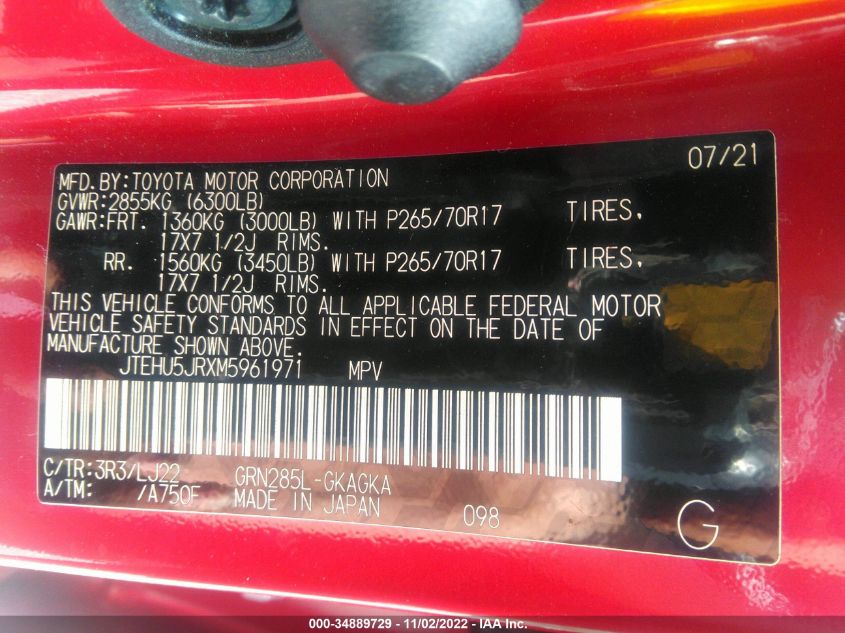 07/21
MFD.BY:TOYOTA MOTOR CORPORATION
GVWR:2855KG (6300LB)
GAWR:FRT. 1360KG (3000LB) WITH P265/70R17 TIRES,
17X7 1/2J RIMS.
RR. 1560KG (3450LB) WITH P265/70R17 TIRES,
17X7 1/2J RIMS.
THIS VEHICLE CONFORMS TO ALL APPLICABLE FEDERAL MOTOR
VEHICLE SAFETY STANDARDS IN EFFECT ON THE DATE OF
MANUFACTURE SHOWN ABOVE.
JTEHU5JRXM5961971 MPV
C/TR:3R3/LJ22 GRN285L-GKAGKA
A/TM: /A750F MADE IN JAPAN 098 G
000-34889729 - 11/02/2022 - IAA Inc.